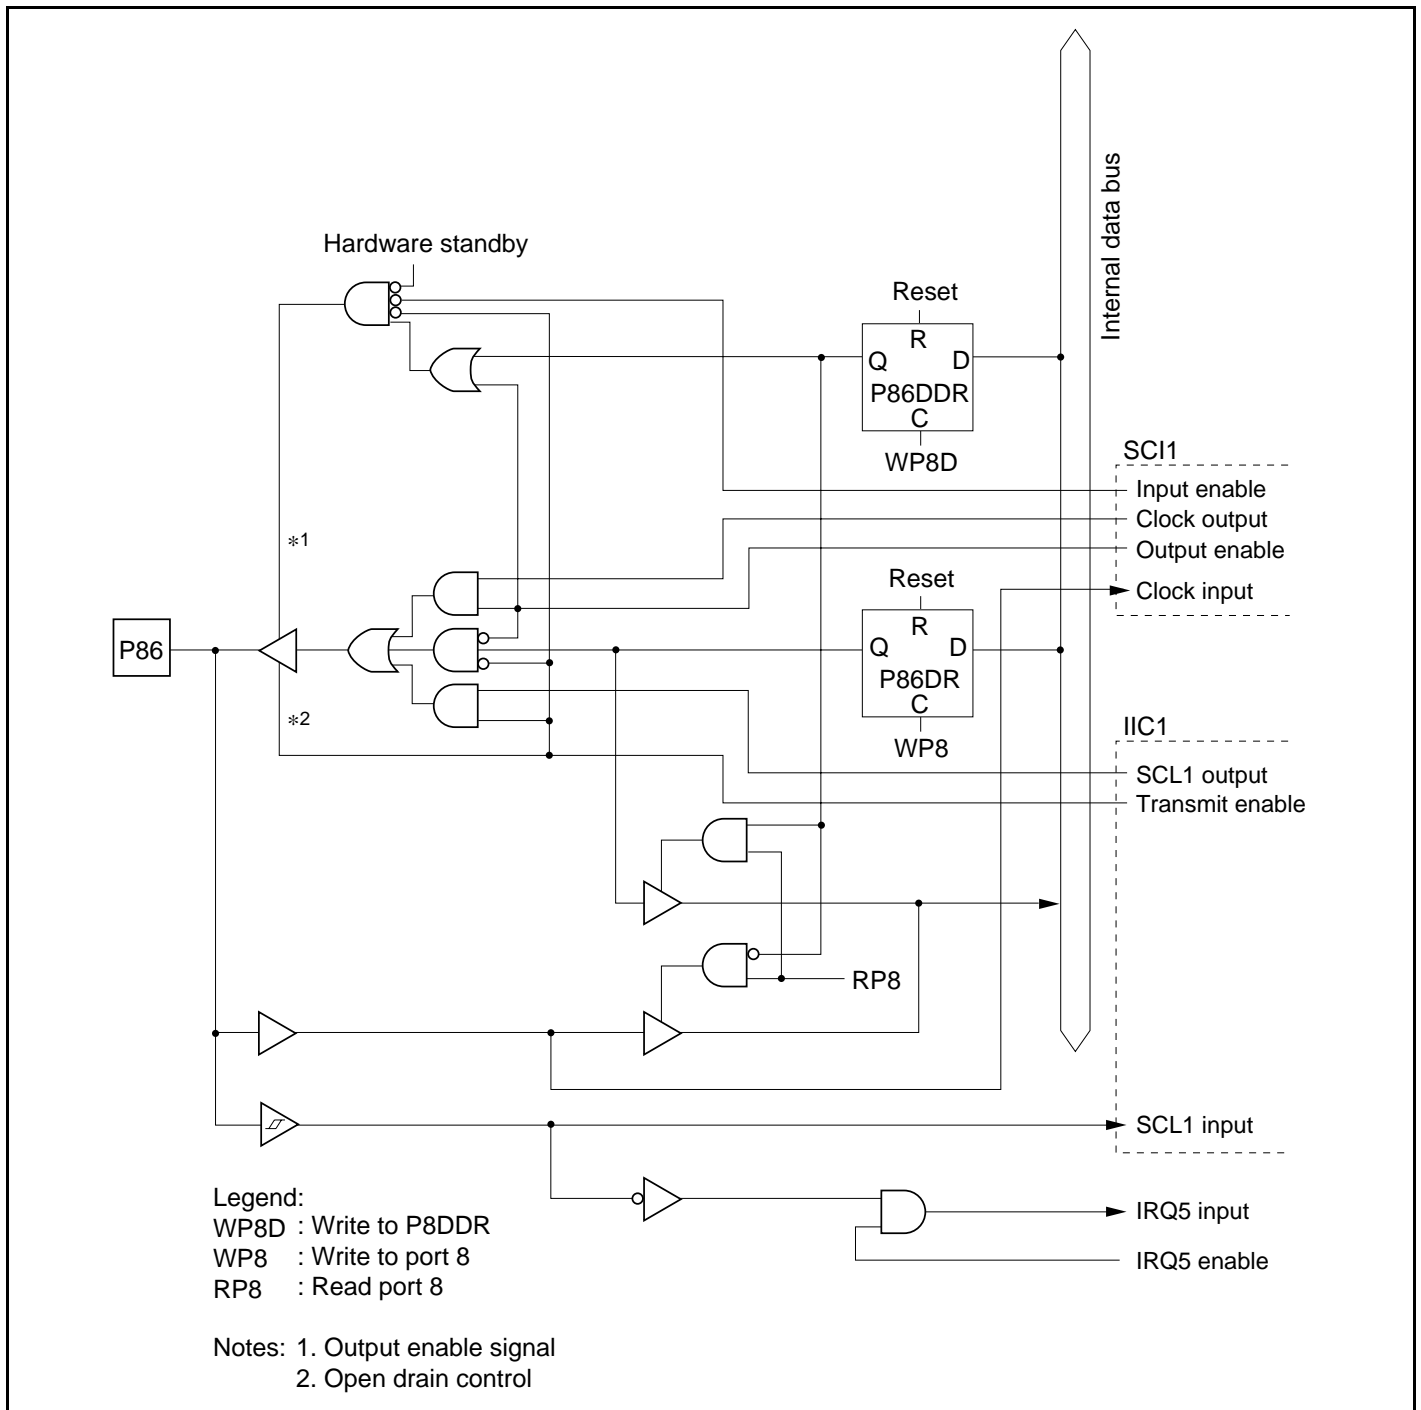 Internal data bus
Hardware standby
Reset
R
Q D
P86DDR
C
WP8D
SCI1
Input enable
Clock output
Output enable
Clock input
*1
Reset
R
Q D
P86DR
C
WP8
P86
*2
IIC1
SCL1 output
Transmit enable
RP8
SCL1 input
IRQ5 input
IRQ5 enable
Legend:
WP8D : Write to P8DDR
WP8 : Write to port 8
RP8 : Read port 8
Notes: 1. Output enable signal
2. Open drain control